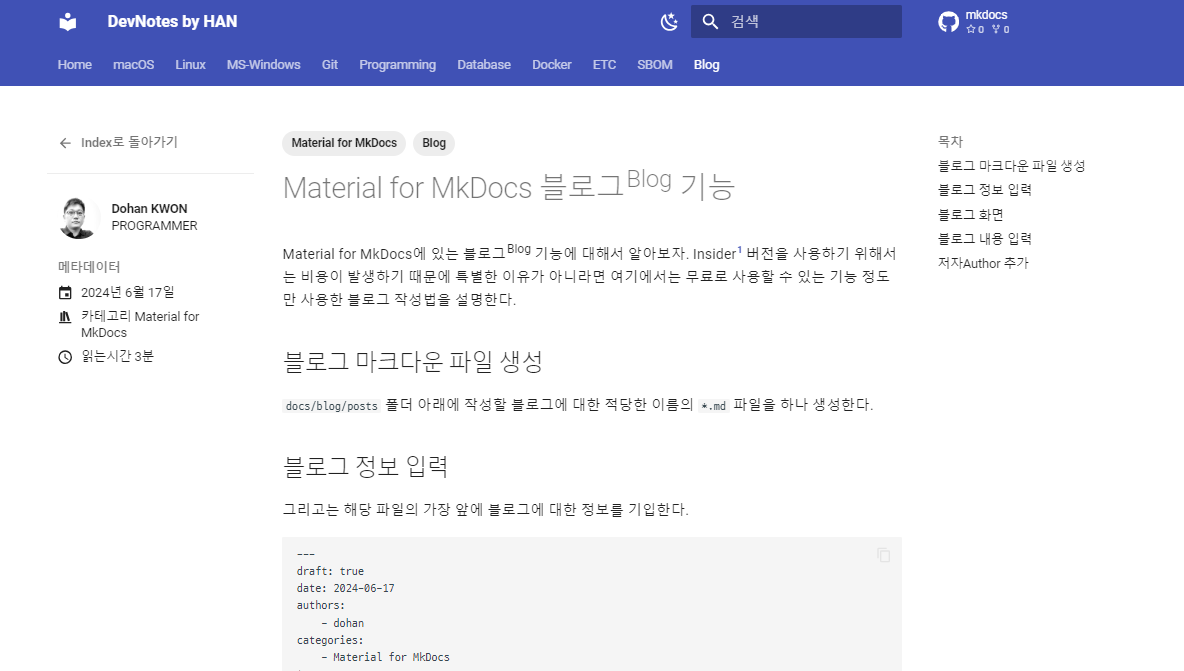 DevNotes by HAN
검색
mkdocs
0 0
Home macOS Linux MS-Windows Git Programming Database Docker ETC SBOM Blog
Index로 돌아가기
Dohan KWON
PROGRAMMER
메타데이터
2024년 6월 17일
카테고리 Material for
MkDocs
읽는시간 3분
Material for MkDocs Blog
Material for MkDocs 블로그Blog 기능
Material for MkDocs에 있는 블로그Blog 기능에 대해서 알아보자. Insider1 버전을 사용하기 위해서
는 비용이 발생하기 때문에 특별한 이유가 아니라면 여기에서는 무료로 사용할 수 있는 기능 정도
만 사용한 블로그 작성법을 설명한다.
블로그 마크다운 파일 생성
docs/blog/posts 폴더 아래에 작성할 블로그에 대한 적당한 이름의 *.md 파일을 하나 생성한다.
블로그 정보 입력
그리고는 해당 파일의 가장 앞에 블로그에 대한 정보를 기입한다.
---
draft: true
date: 2024-06-17
authors:
- dohan
categories:
- Material for MkDocs
목차
블로그 마크다운 파일 생성
블로그 정보 입력
블로그 화면
블로그 내용 입력
저자Author 추가